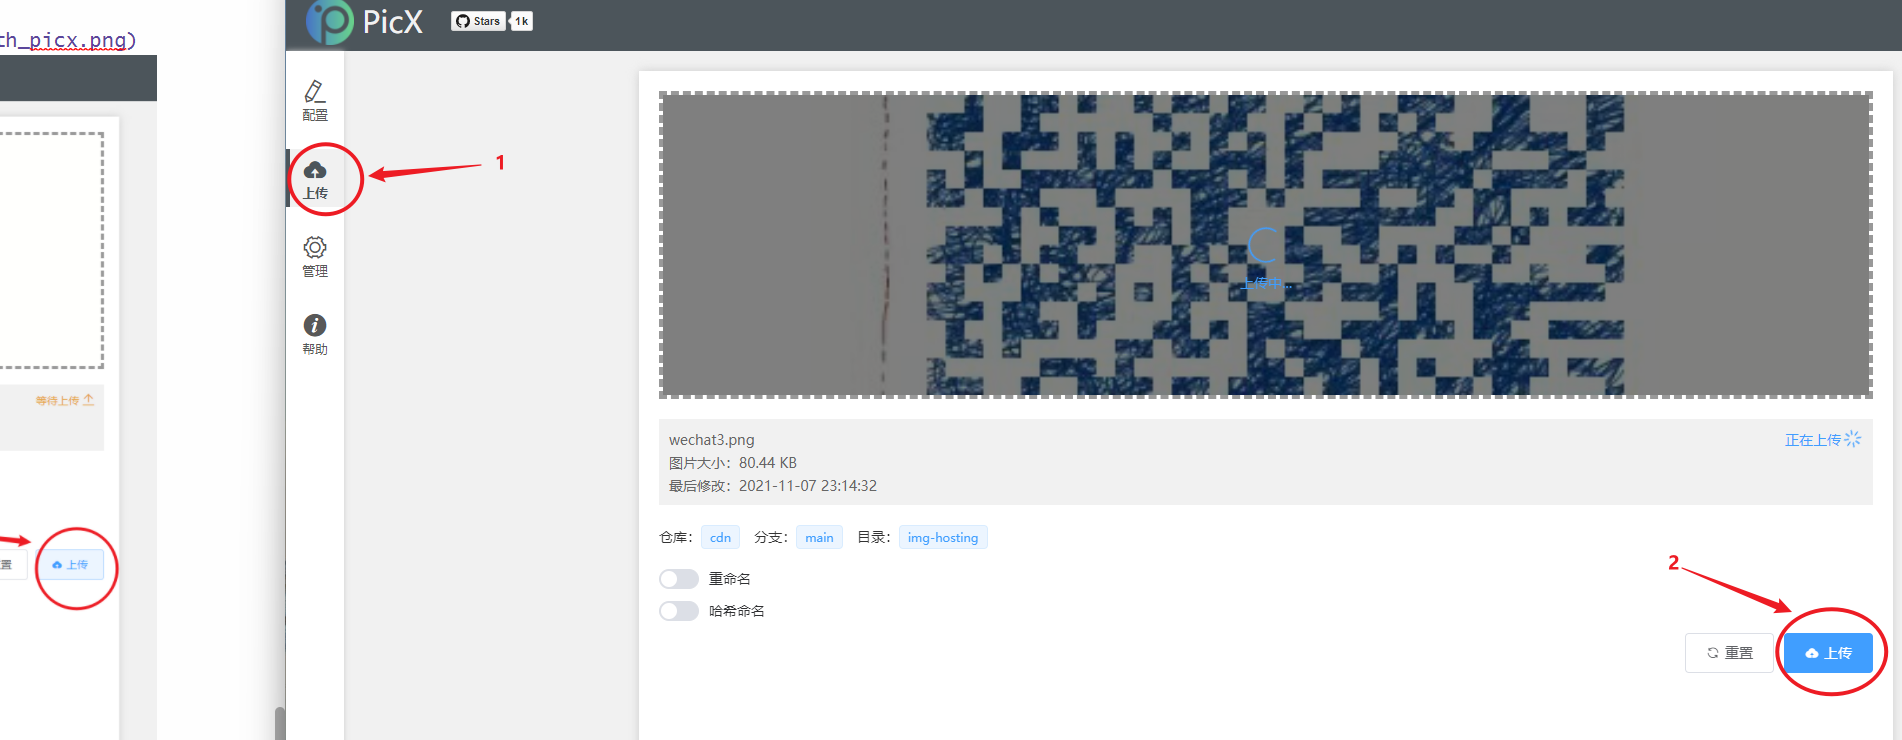 th_picx.png)
等待上传
置
上传
PicX
Stars
1k
配置
上传
1
管理
帮助
上传中...
wechat3.png
正在上传
图片大小：80.44 KB
最后修改：2021-11-07 23:14:32
仓库： cdn 分支： main 目录： img-hosting
重命名
哈希命名
2
重置
上传